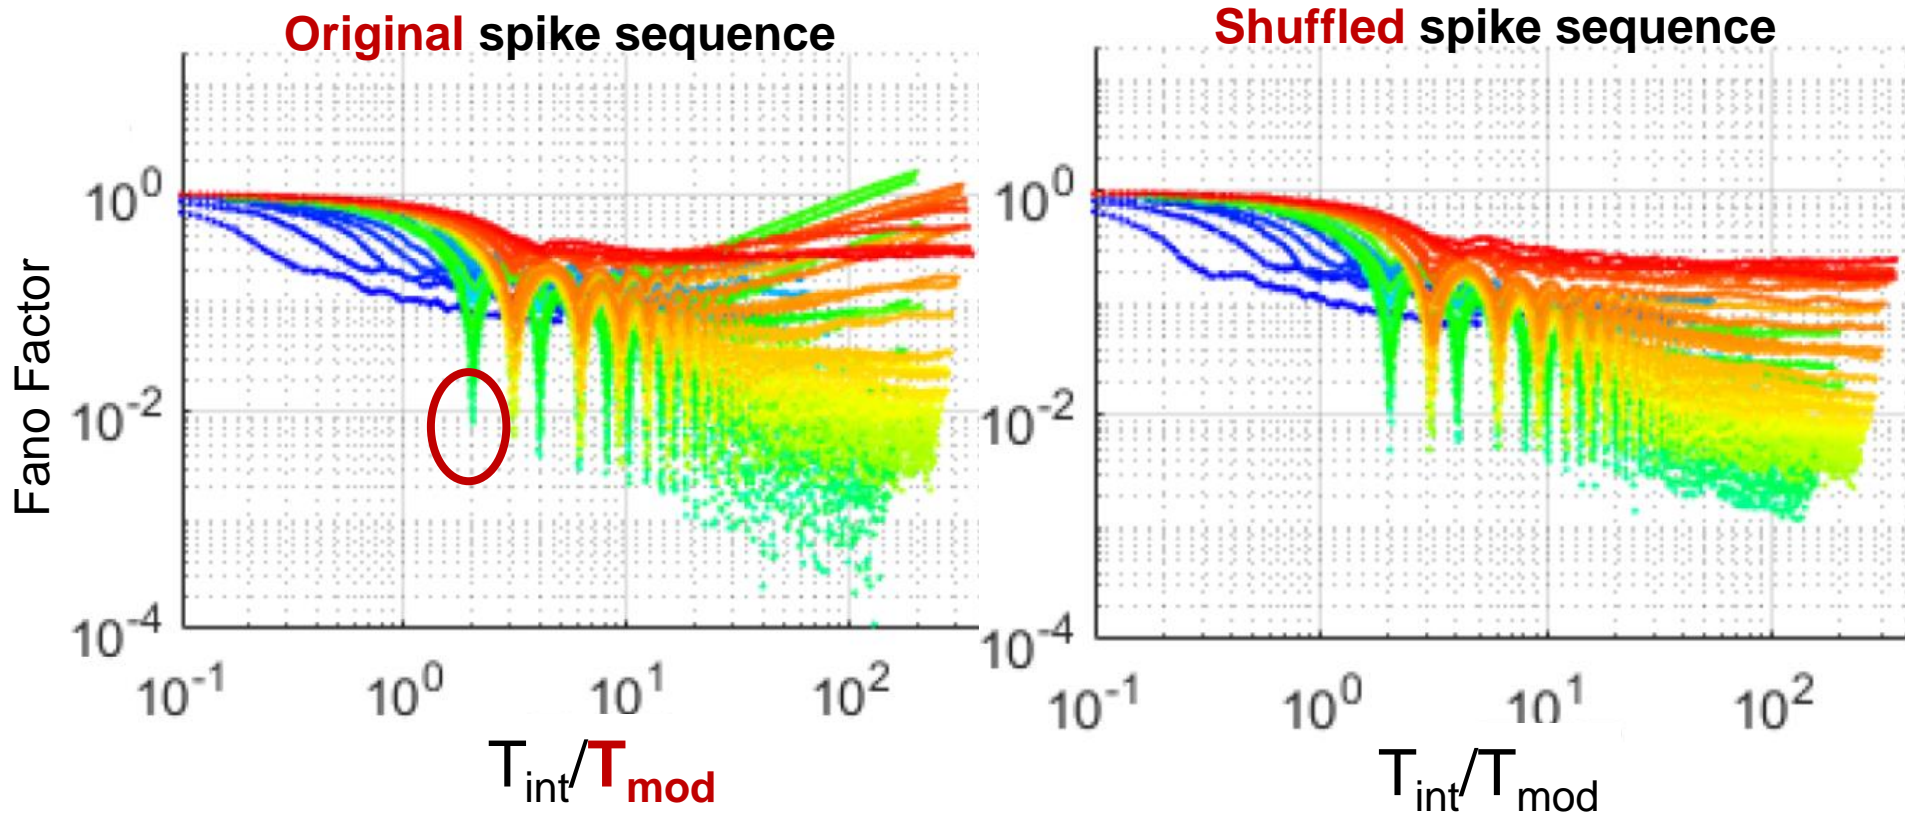 Original spike sequence
Shuffled spike sequence
Fano Factor
10^0
10^-2
10^-4
10^-1
10^0
10^1
10^2
T_int/T_mod
10^0
10^-2
10^-4
10^-1
10^0
10^1
10^2
T_int/T_mod